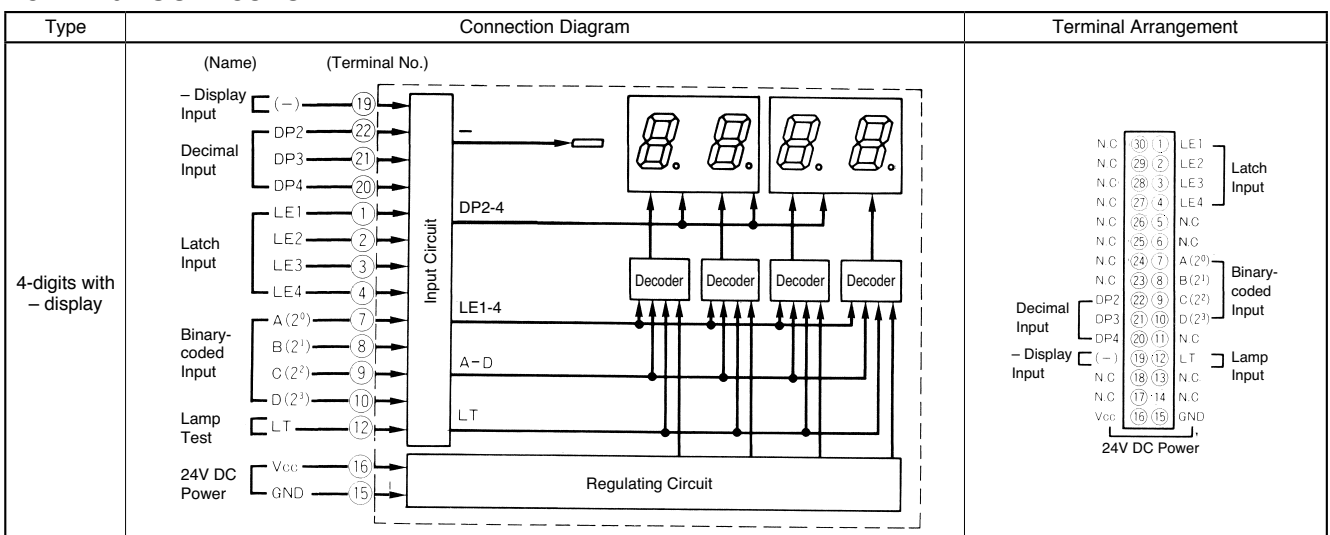 Type
Connection Diagram
Terminal Arrangement
4-digits with
– display
(Name)
(Terminal No.)
– Display
Input
(−)
19
Decimal
Input
DP2
22
DP3
21
DP4
20
Latch
Input
LE1
1
LE2
2
LE3
3
LE4
4
Binary-
coded
Input
A(2⁰)
7
B(2¹)
8
C(2²)
9
D(2³)
10
Lamp
Test
LT
12
24V DC
Power
Vcc
16
GND
15
Input Circuit
−
DP2-4
LE1-4
A-D
LT
8. 8. 8. 8
Decoder
Decoder
Decoder
Decoder
Regulating Circuit
N.C 30 1 LE1
N.C 29 2 LE2
N.C 28 3 LE3
N.C 27 4 LE4
N.C 26 5 N.C
N.C 25 6 N.C
N.C 24 7 A(2⁰)
N.C 23 8 B(2¹)
DP2 22 9 C(2²)
DP3 21 10 D(2³)
DP4 20 11 N.C
(−) 19 12 LT
N.C 18 13 N.C
N.C 17 14 N.C
Vcc 16 15 GND
Latch
Input
Binary-
coded
Input
Decimal
Input
– Display
Input
Lamp
Input
24V DC Power